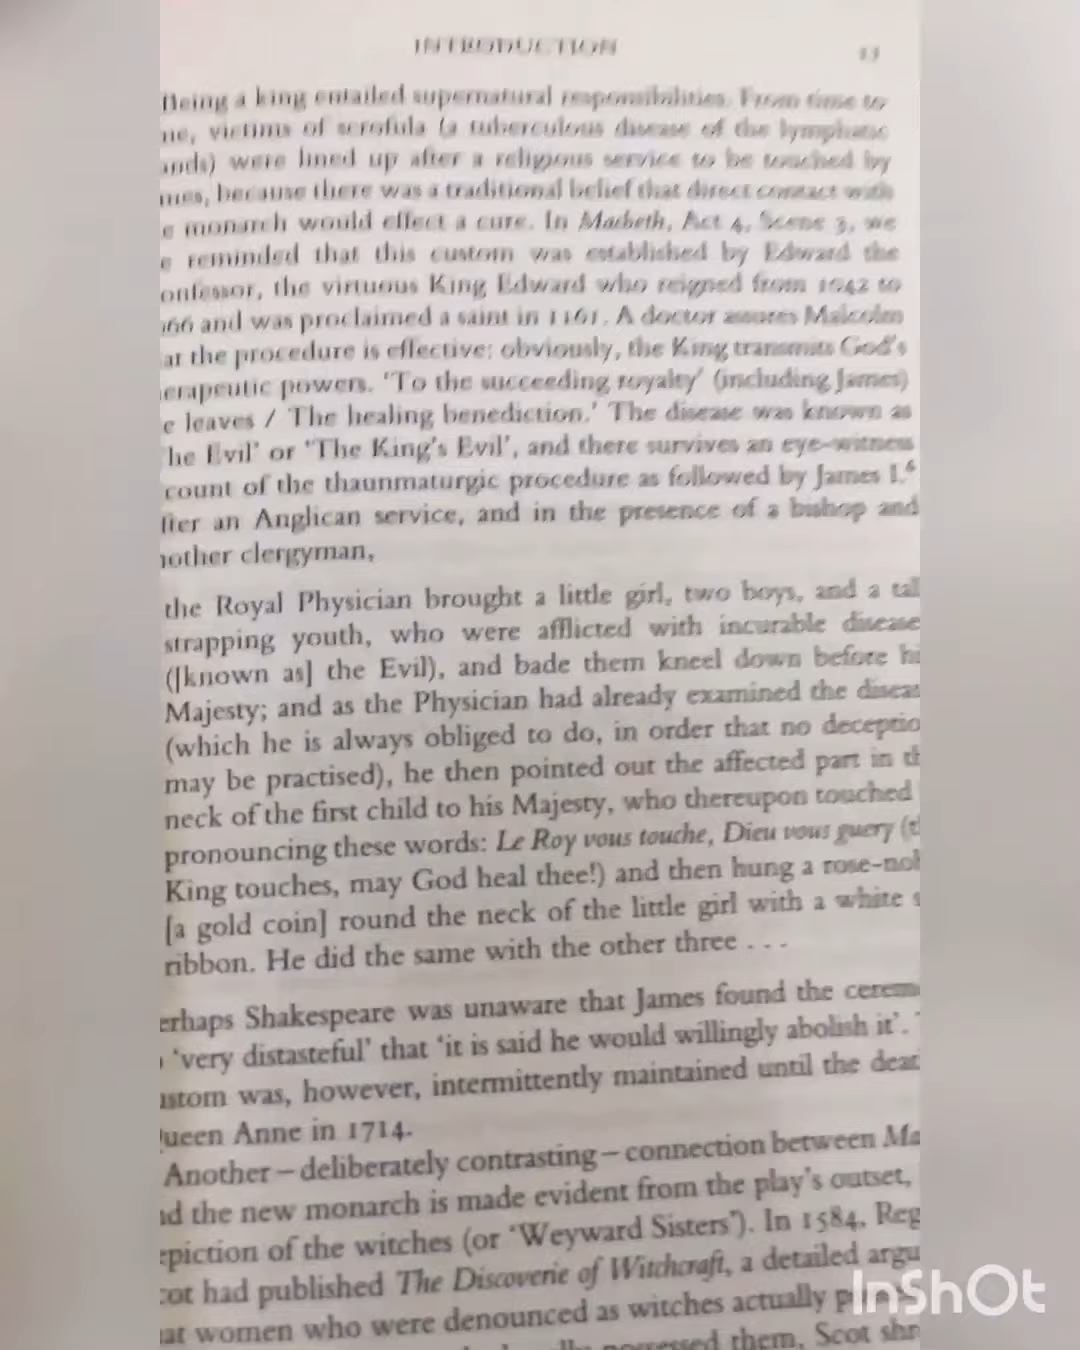 INTRODUCTION 13
Being a king entailed supernatural responsibilities. From time to
ne, victims of scrofula (a tuberculous disease of the lymphatic
ands) were lined up after a religious service to be touched by
mes, because there was a traditional belief that direct contact with
e monarch would effect a cure. In Macbeth, Act 4, Scene 3, we
e reminded that this custom was established by Edward the
onfessor, the virtuous King Edward who reigned from 1042 to
066 and was proclaimed a saint in 1161. A doctor assures Malcolm
at the procedure is effective: obviously, the King transmits God's
erapeutic powers. 'To the succeeding royalty' (including James)
e leaves / The healing benediction.' The disease was known as
he Evil' or 'The King's Evil', and there survives an eye-witness
count of the thaunmaturgic procedure as followed by James I.6
fter an Anglican service, and in the presence of a bishop and
nother clergyman,
the Royal Physician brought a little girl, two boys, and a tall
strapping youth, who were afflicted with incurable disease
([known as] the Evil), and bade them kneel down before hi
Majesty; and as the Physician had already examined the diseas
(which he is always obliged to do, in order that no deceptio
may be practised), he then pointed out the affected part in th
neck of the first child to his Majesty, who thereupon touched
pronouncing these words: Le Roy vous touche, Dieu vous guery (t
King touches, may God heal thee!) and then hung a rose-nob
[a gold coin] round the neck of the little girl with a white s
ribbon. He did the same with the other three . . .
erhaps Shakespeare was unaware that James found the cerem
'very distasteful' that 'it is said he would willingly abolish it'.
ustom was, however, intermittently maintained until the deat
ueen Anne in 1714.
Another – deliberately contrasting – connection between Ma
nd the new monarch is made evident from the play's outset,
epiction of the witches (or 'Weyward Sisters'). In 1584, Reg
cot had published The Discoverie of Witchcraft, a detailed argu
at women who were denounced as witches actually
possessed them, Scot shr
InShOt